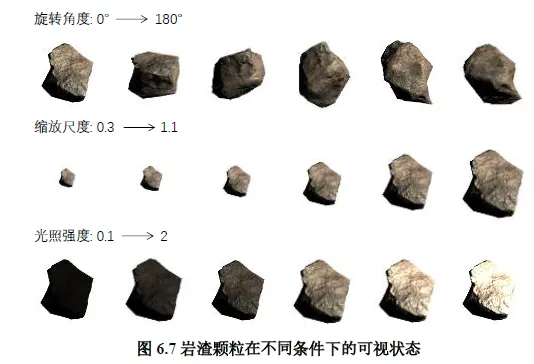 旋转角度: 0° → 180°
缩放尺度: 0.3 → 1.1
光照强度: 0.1 → 2
图 6.7 岩渣颗粒在不同条件下的可视状态